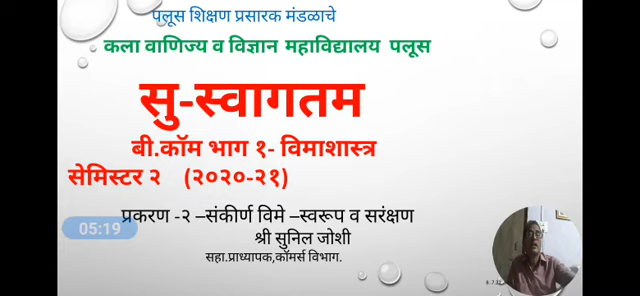 पलूस शिक्षण प्रसारक मंडळाचे
कला वाणिज्य व विज्ञान महाविद्यालय पलूस
सु-स्वागतम
बी.कॉम भाग १- विमाशास्त्र
सेमिस्टर २ (२०२०-२१)
प्रकरण -२ –संकीर्ण विमे –स्वरूप व सरंक्षण
05:19
श्री सुनिल जोशी
सहा.प्राध्यापक,कॉमर्स विभाग.